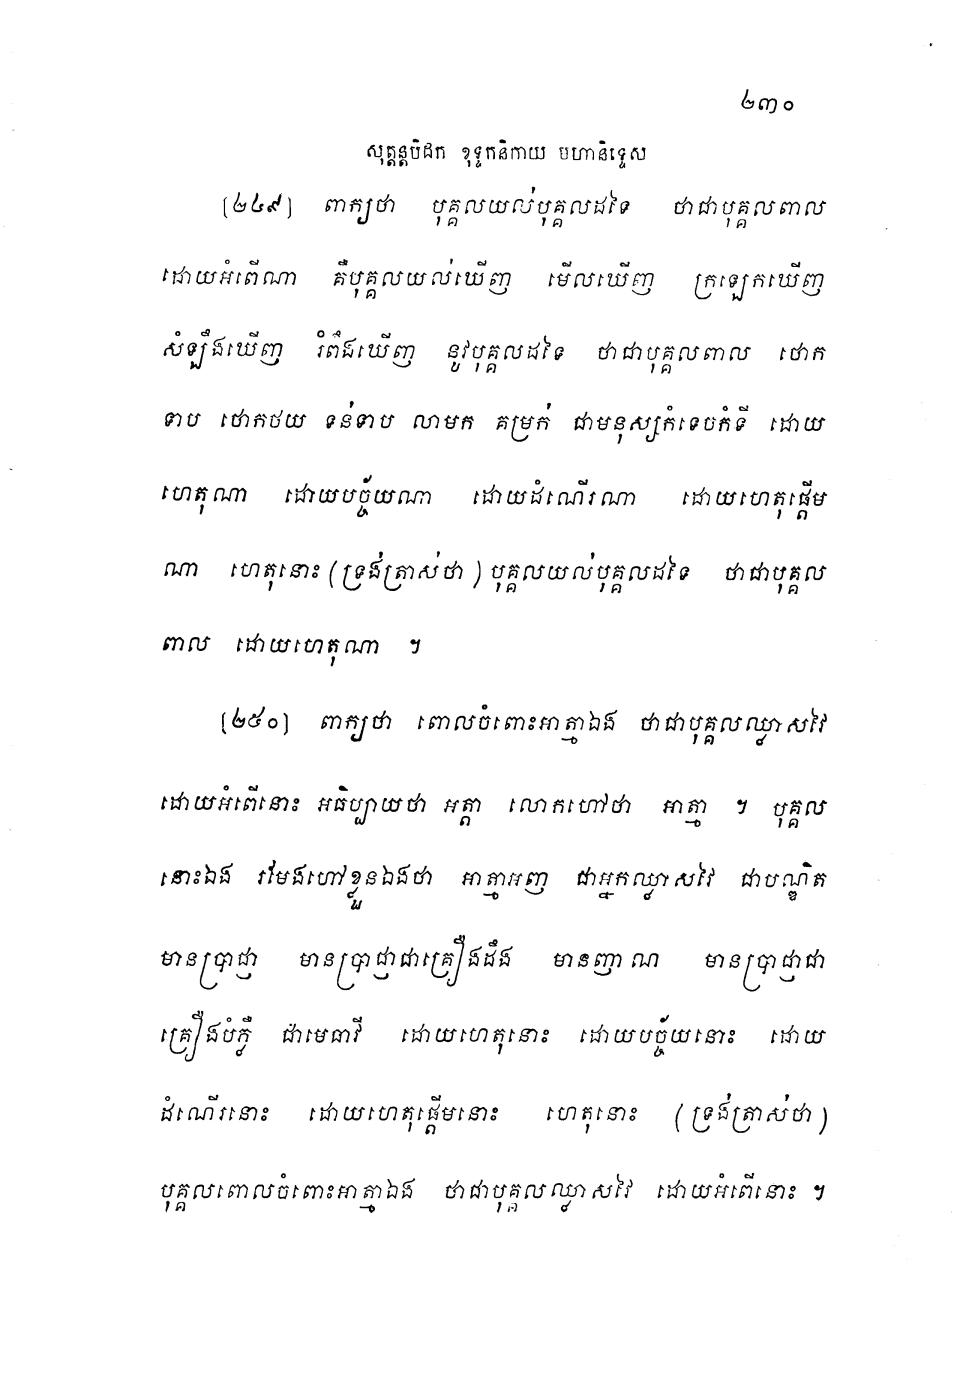 ២៣០
សុត្តន្តបិដក ខុទ្ទកនិកាយ មហានិទ្ទេស
[២៤៩] ពាក្យថា បុគ្គលយល់បុគ្គលដទៃ ថាជាបុគ្គលពាល
ដោយអំពើណា គឺបុគ្គលយល់ឃើញ មើលឃើញ ក្រឡេកឃើញ
សំឡឹងឃើញ រំពឹងឃើញ នូវបុគ្គលដទៃ ថាជាបុគ្គលពាល ថោក
ទាប ថោកថយ ទន់ទាប លាមក គម្រក់ ជាមនុស្សកំទេចកំទី ដោយ
ហេតុណា ដោយបច្ច័យណា ដោយដំណើរណា ដោយហេតុផ្តើម
ណា ហេតុនោះ (ទ្រង់ត្រាស់ថា) បុគ្គលយល់បុគ្គលដទៃ ថាជាបុគ្គល
ពាល ដោយហេតុណា ។
[២៥០] ពាក្យថា ពោលចំពោះអាត្មាឯង ថាជាបុគ្គលឈ្លាសវៃ
ដោយអំពើនោះ អធិប្បាយថា អត្តា លោកហៅថា អាត្មា ។ បុគ្គល
នោះឯង រមែងហៅខ្លួនឯងថា អាត្មាអញ ជាអ្នកឈ្លាសវៃ ជាបណ្ឌិត
មានប្រាជ្ញា មានប្រាជ្ញាជាគ្រឿងដឹង មានញាណ មានប្រាជ្ញាជា
គ្រឿងបំភ្លឺ ជាមេធាវី ដោយហេតុនោះ ដោយបច្ច័យនោះ ដោយ
ដំណើរនោះ ដោយហេតុផ្តើមនោះ ហេតុនោះ (ទ្រង់ត្រាស់ថា)
បុគ្គលពោលចំពោះអាត្មាឯង ថាជាបុគ្គលឈ្លាសវៃ ដោយអំពើនោះ ។